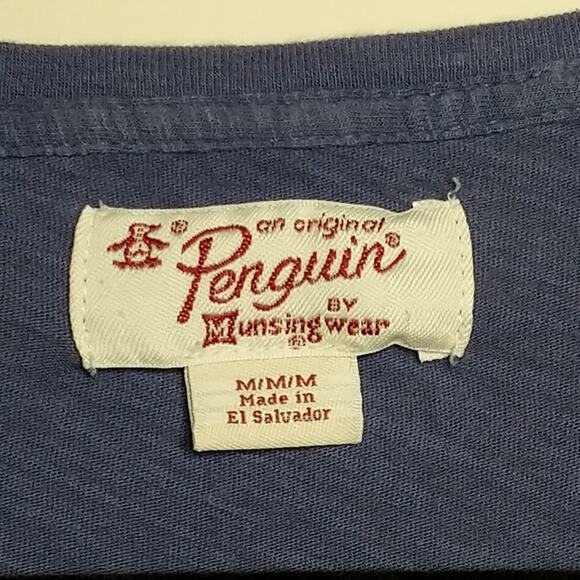 ® an original
Penguin®
BY
Munsingwear
®
M/M/M
Made in
El Salvador